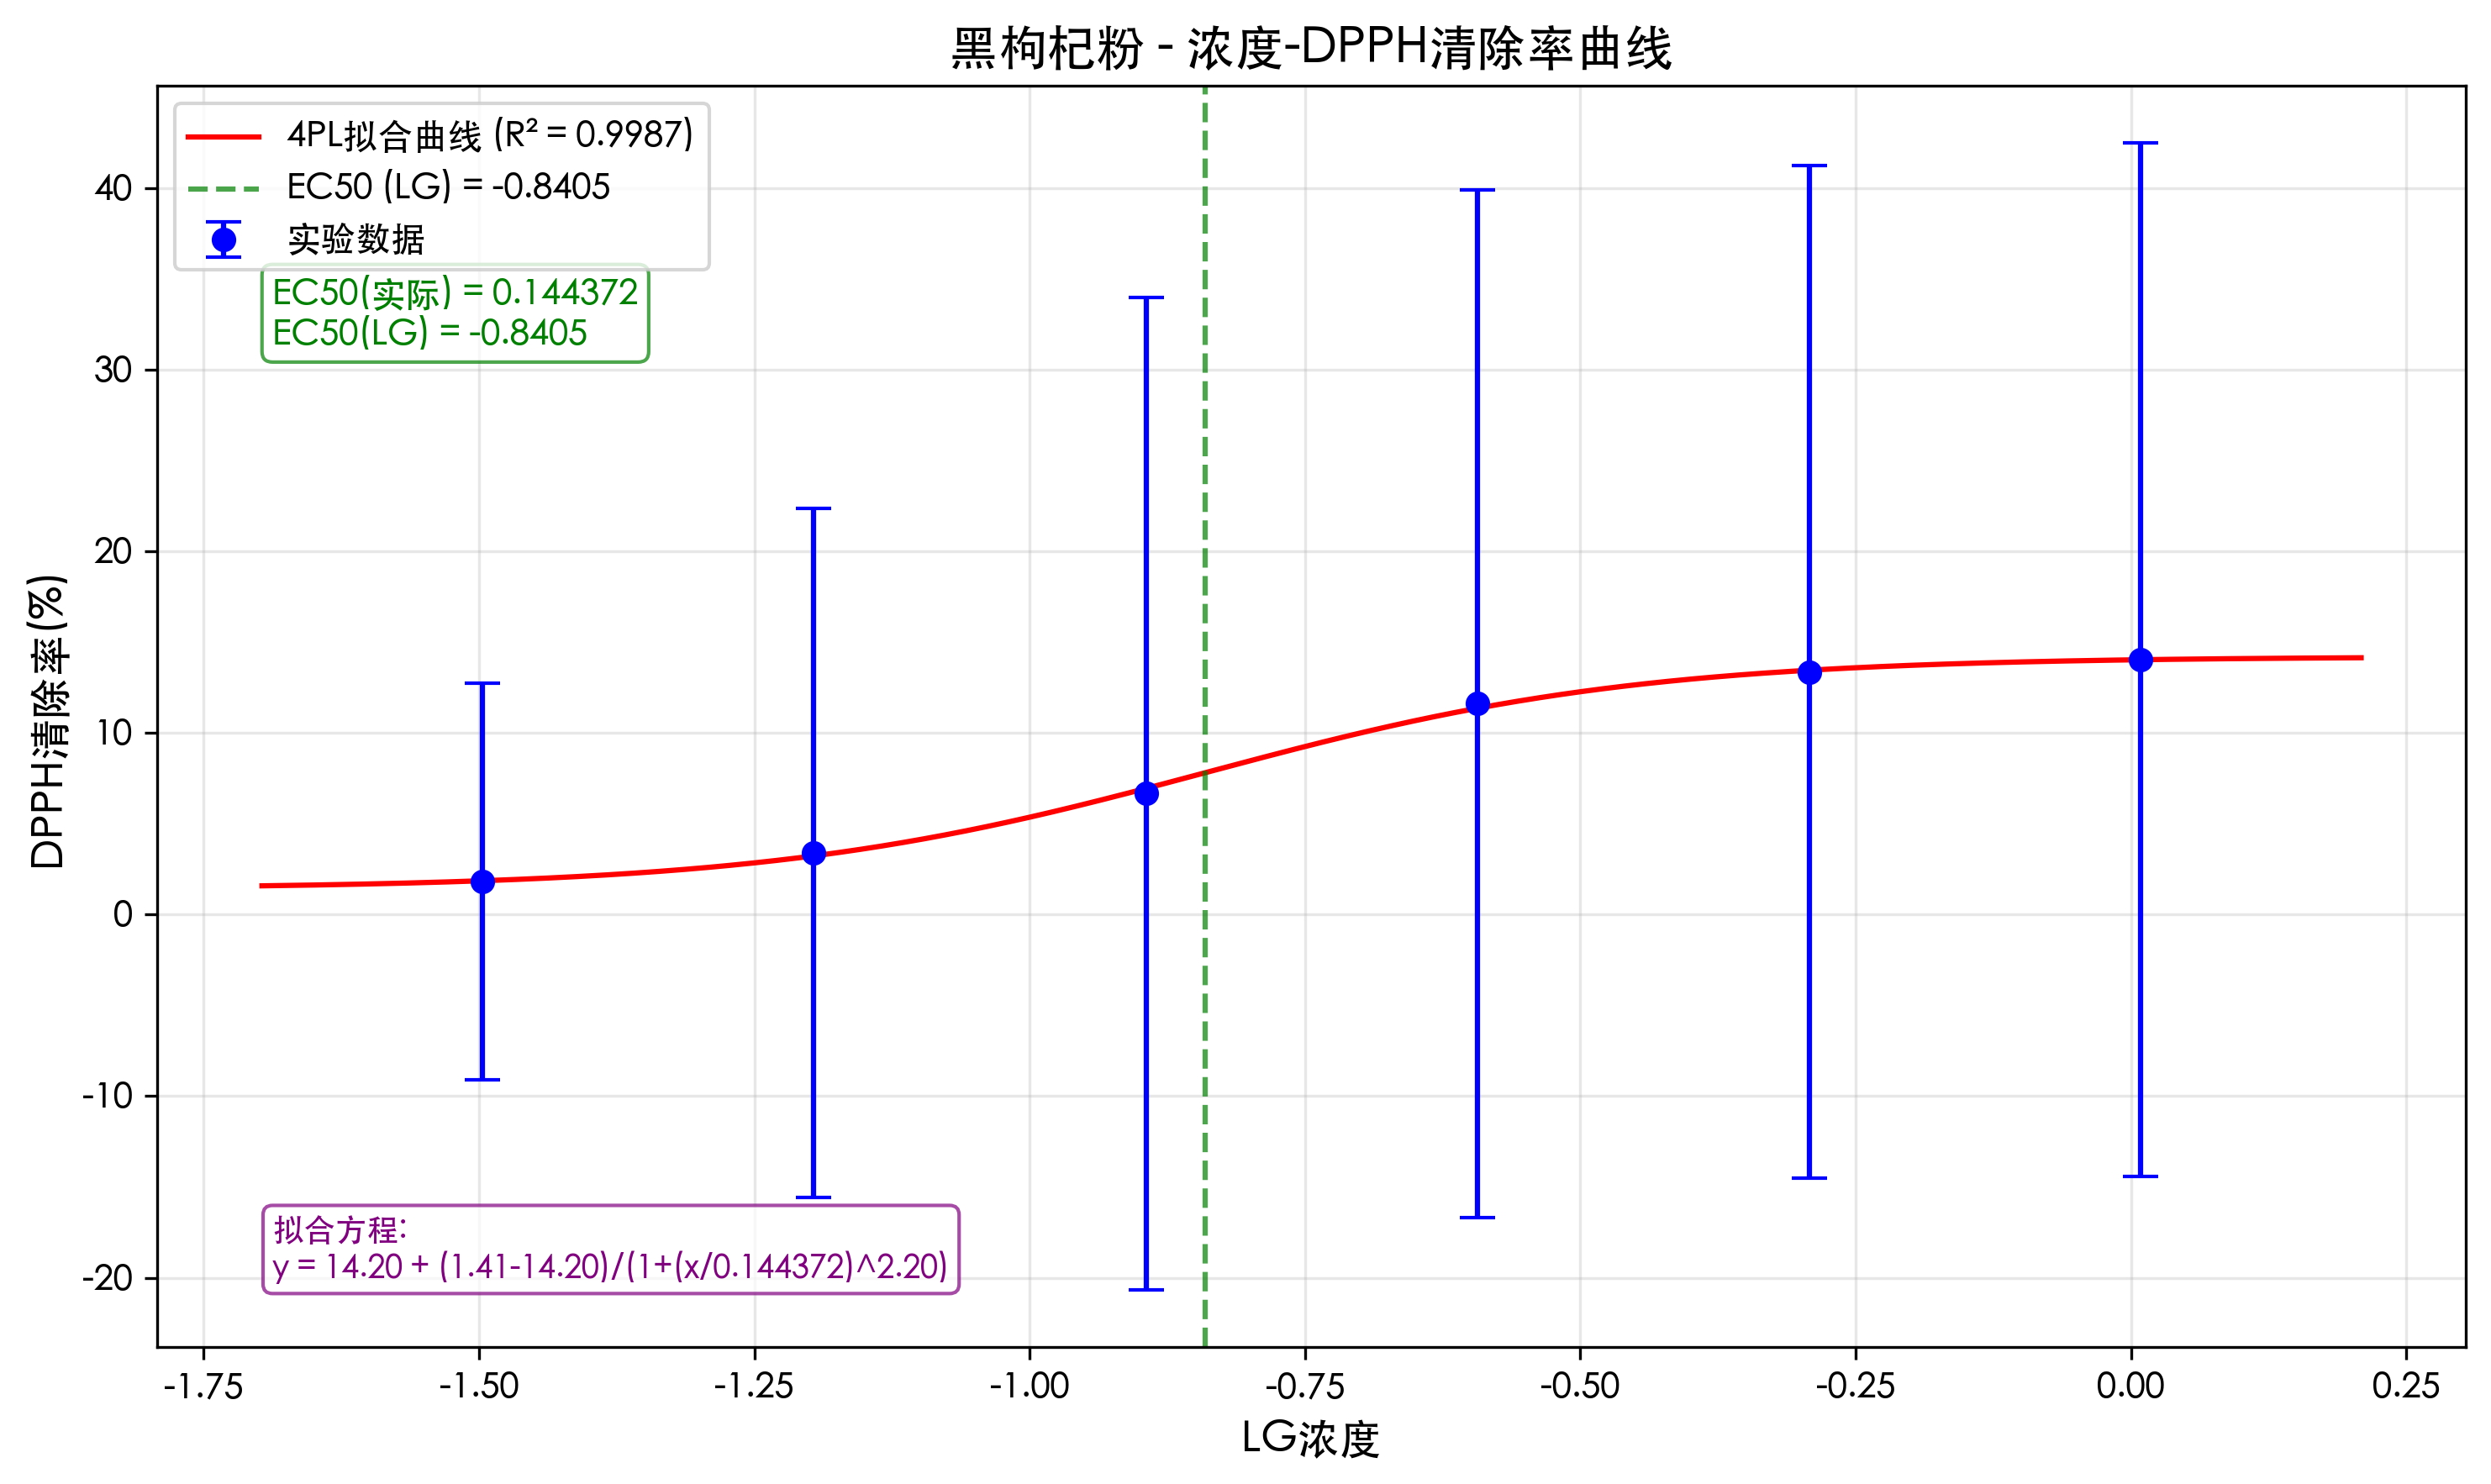 黑枸杞粉 - 浓度-DPPH清除率曲线
4PL拟合曲线 (R² = 0.9987)
EC50 (LG) = -0.8405
实验数据
EC50(实际) = 0.144372
EC50(LG) = -0.8405
DPPH清除率(%)
40
30
20
10
0
-10
-20
拟合方程:
y = 14.20 + (1.41-14.20)/(1+(x/0.144372)^2.20)
-1.75
-1.50
-1.25
-1.00
-0.75
-0.50
-0.25
0.00
0.25
LG浓度